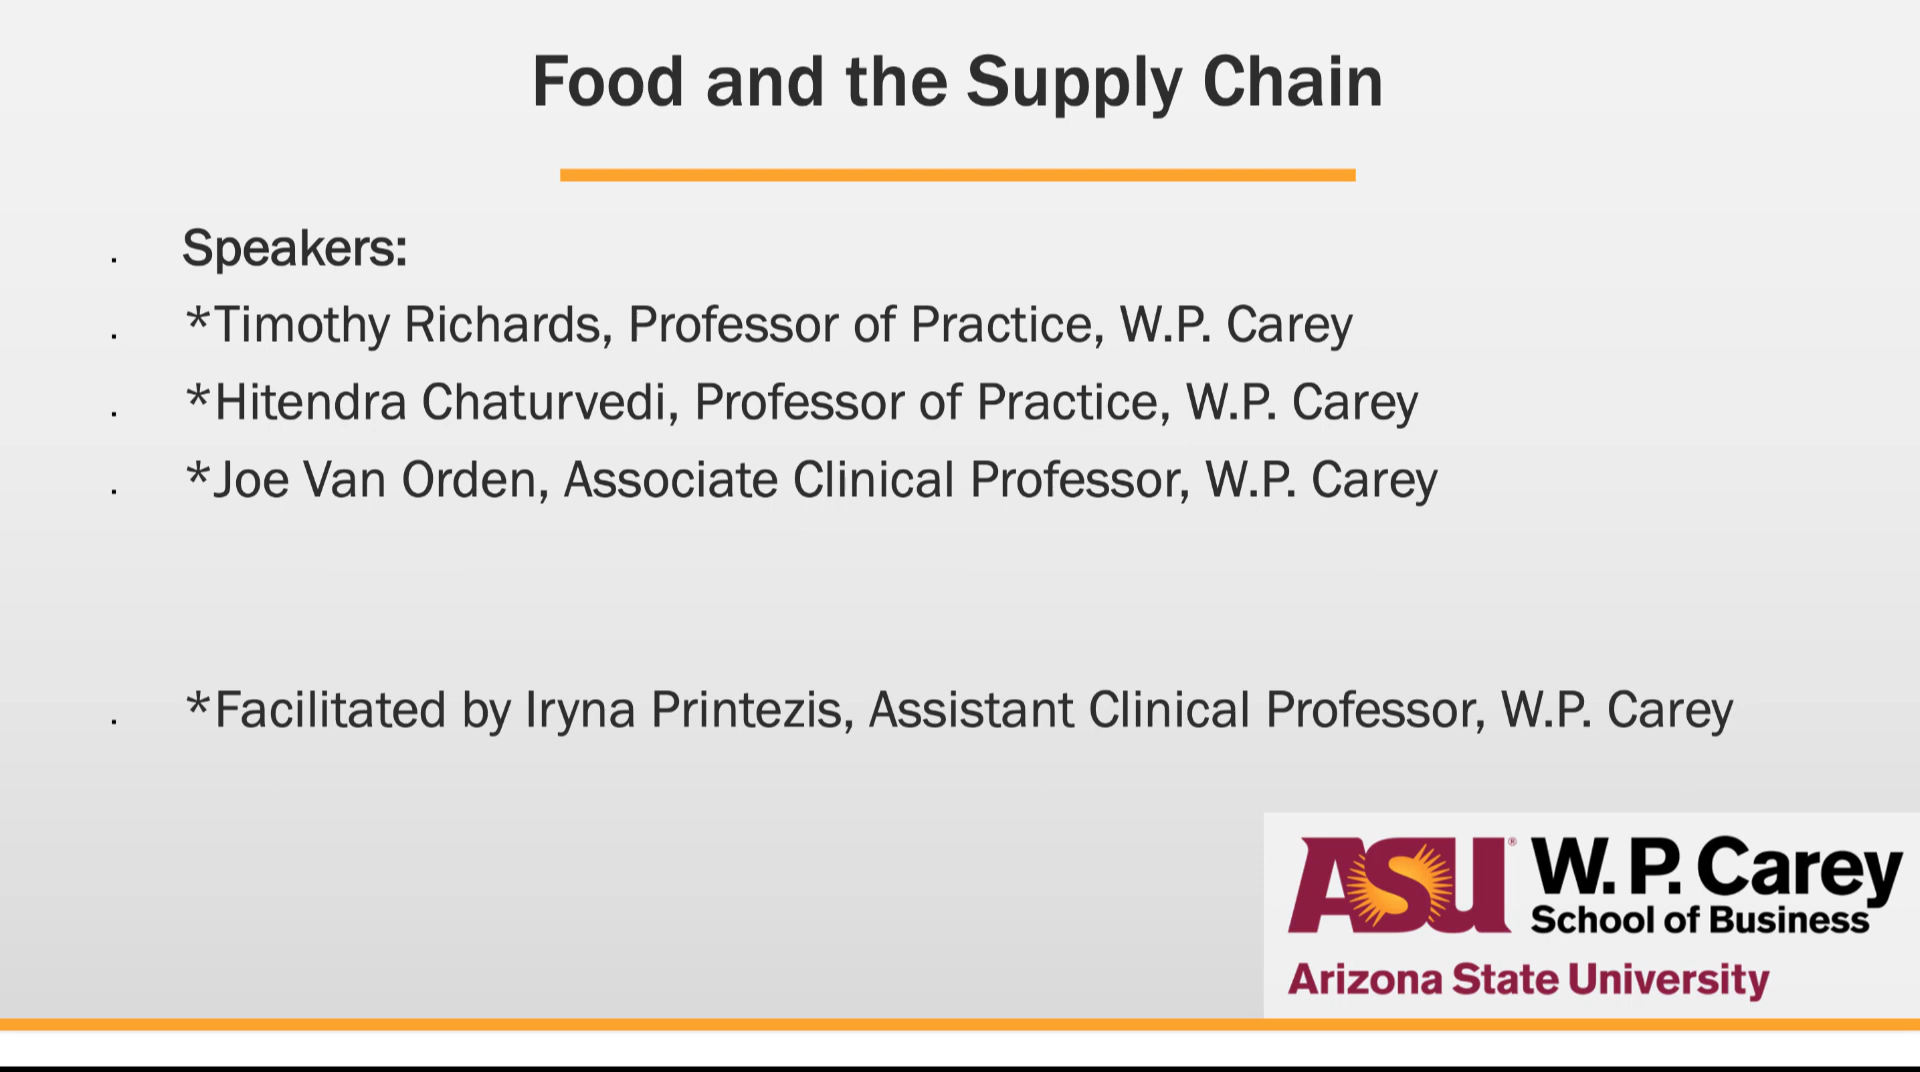 Food and the Supply Chain
. Speakers:
. *Timothy Richards, Professor of Practice, W.P. Carey
. *Hitendra Chaturvedi, Professor of Practice, W.P. Carey
. *Joe Van Orden, Associate Clinical Professor, W.P. Carey
. *Facilitated by Iryna Printezis, Assistant Clinical Professor, W.P. Carey
ASU® W. P. Carey
School of Business
Arizona State University